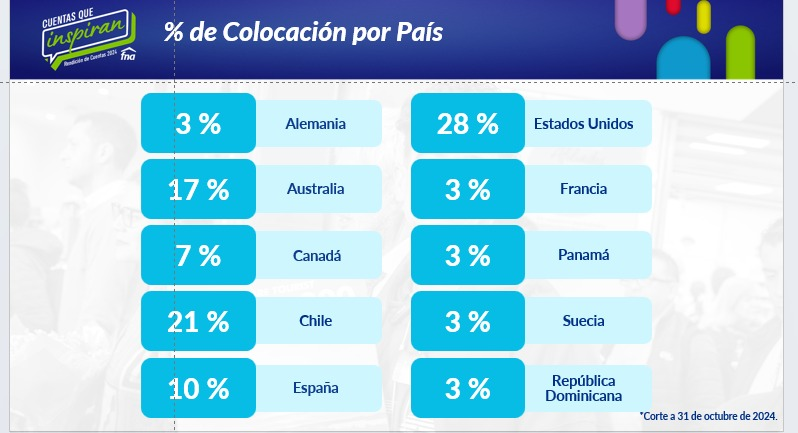 CUENTAS QUE
inspiran
Rendición de Cuentas 2024
fna
% de Colocación por País
3 %
Alemania
28 %
Estados Unidos
17 %
Australia
3 %
Francia
7 %
Canadá
3 %
Panamá
21 %
Chile
3 %
Suecia
10 %
España
3 %
República
Dominicana
*Corte a 31 de octubre de 2024.